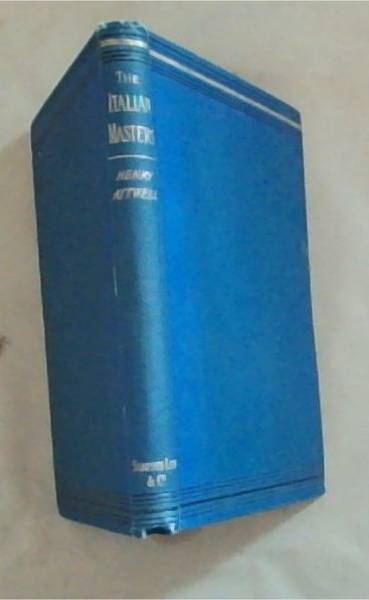 THE
ITALIAN
MASTERS
HENRY
ATTWELL
& Co